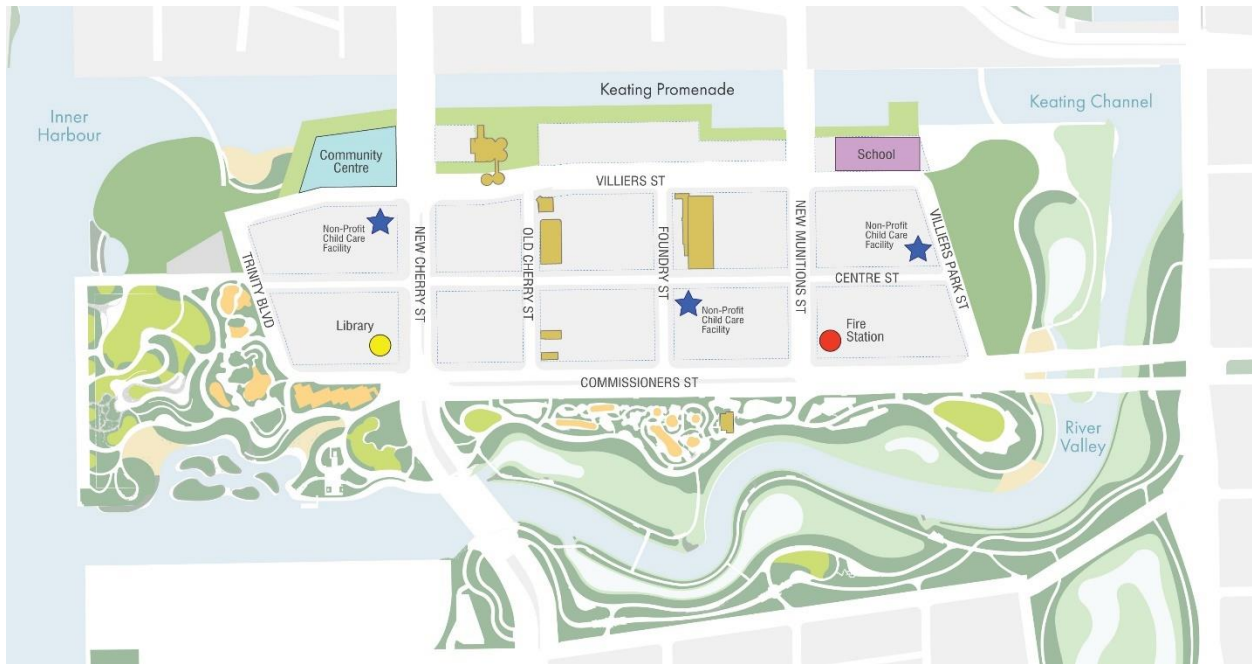 Keating Promenade
Inner
Harbour
Keating Channel
Community
Centre
School
VILLIERS ST
Non-Profit
Child Care
Facility
Non-Profit
Child Care
Facility
TRINITY BLVD
NEW CHERRY ST
OLD CHERRY ST
FOUNDRY ST
NEW MUNITIONS ST
VILLIERS PARK ST
CENTRE ST
Library
Non-Profit
Child Care
Facility
Fire
Station
COMMISSIONERS ST
River
Valley